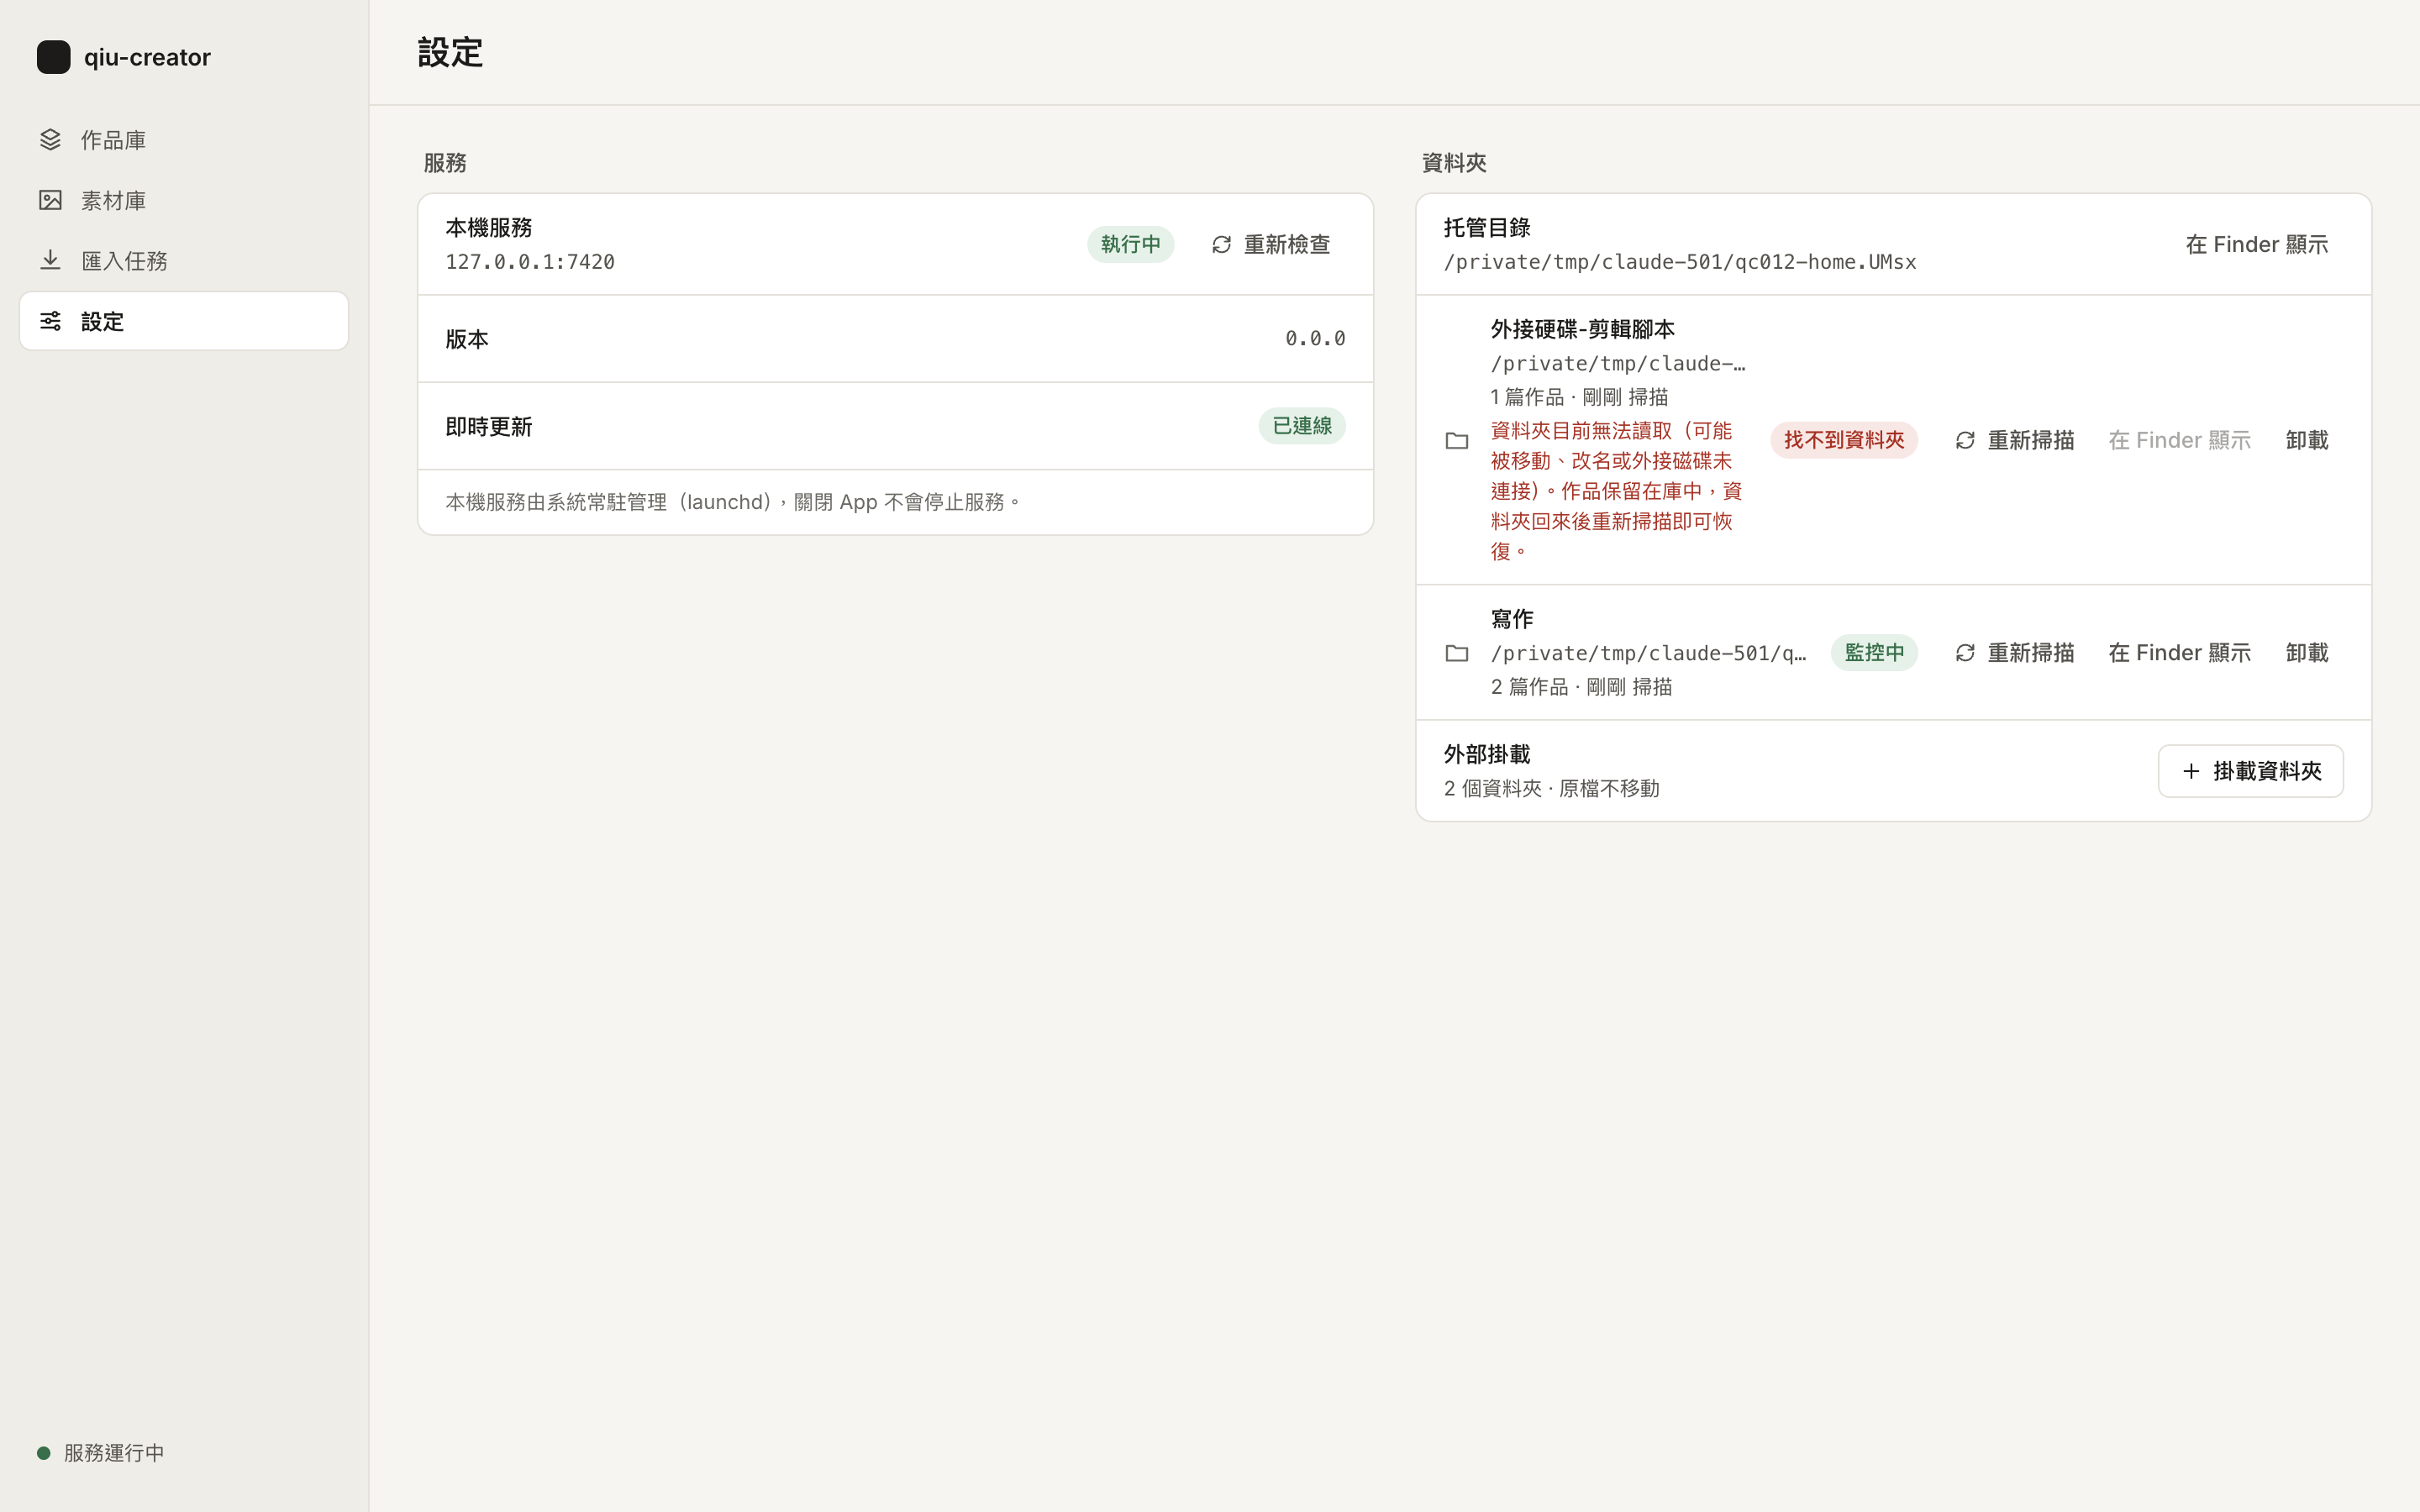 qiu-creator
作品庫
素材庫
匯入任務
設定
服務運行中
設定
服務
本機服務
127.0.0.1:7420
執行中
重新檢查
版本
0.0.0
即時更新
已連線
本機服務由系統常駐管理（launchd），關閉 App 不會停止服務。
資料夾
托管目錄
/private/tmp/claude-501/qc012-home.UMsx
在 Finder 顯示
外接硬碟-剪輯腳本
/private/tmp/claude-…
1 篇作品 · 剛剛 掃描
資料夾目前無法讀取（可能
被移動、改名或外接磁碟未
連接）。作品保留在庫中，資
料夾回來後重新掃描即可恢
復。
找不到資料夾
重新掃描
在 Finder 顯示
卸載
寫作
/private/tmp/claude-501/q…
2 篇作品 · 剛剛 掃描
監控中
重新掃描
在 Finder 顯示
卸載
外部掛載
2 個資料夾 · 原檔不移動
掛載資料夾